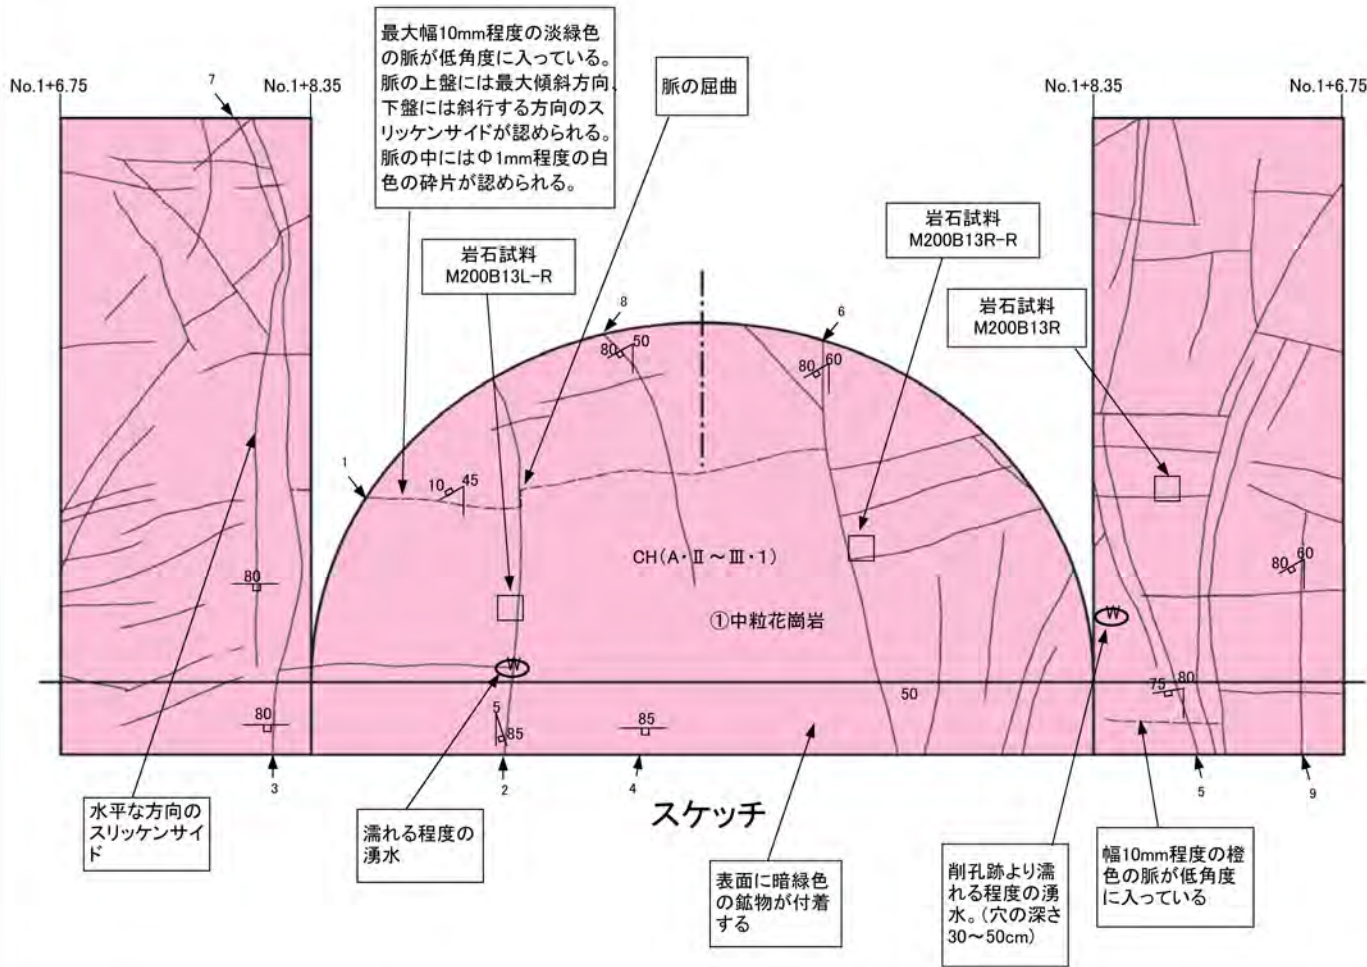 最大幅10mm程度の淡緑色
の脈が低角度に入っている。
脈の上盤には最大傾斜方向、
下盤には斜行する方向のス
リッケンサイドが認められる。
脈の中にはΦ1mm程度の白
色の砕片が認められる。
脈の屈曲
No.1+6.75
7
No.1+8.35
No.1+8.35
No.1+6.75
岩石試料
M200B13L-R
岩石試料
M200B13R-R
岩石試料
M200B13R
8
6
80
50
80
60
1
10
45
CH(A・Ⅱ～Ⅲ・1)
①中粒花崗岩
80
80
60
W
W
80
5
85
85
50
75
80
3
2
4
5
9
スケッチ
水平な方向の
スリッケンサイ
ド
濡れる程度の
湧水
表面に暗緑色
の鉱物が付着
する
削孔跡より濡
れる程度の湧
水。(穴の深さ
30～50cm)
幅10mm程度の橙
色の脈が低角度
に入っている